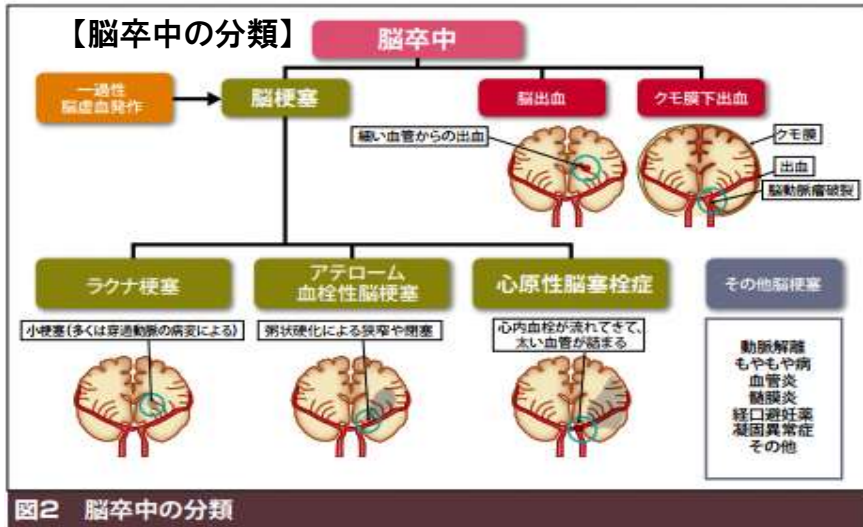 【脳卒中の分類】
脳卒中
一過性
脳虚血発作
脳梗塞
脳出血
クモ膜下出血
細い血管からの出血
クモ膜
出血
脳動脈瘤破裂
ラクナ梗塞
アテローム
血栓性脳梗塞
心原性脳塞栓症
その他脳梗塞
小梗塞(多くは穿通動脈の病変による)
粥状硬化による狭窄や閉塞
心内血栓が流れてきて、
太い血管が詰まる
動脈解離
もやもや病
血管炎
髄膜炎
経口避妊薬
凝固異常症
その他
図2 脳卒中の分類